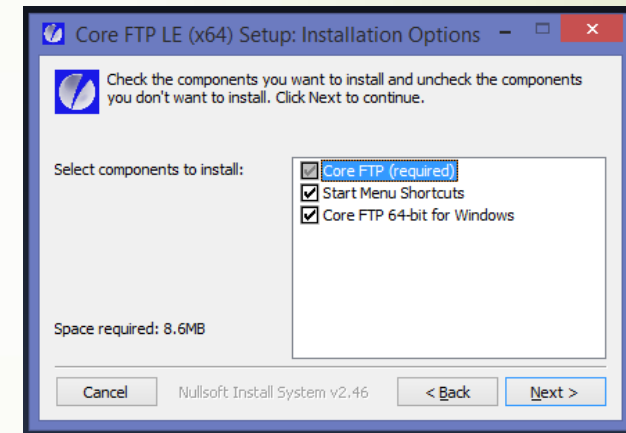 Core FTP LE (x64) Setup: Installation Options
Check the components you want to install and uncheck the components
you don't want to install. Click Next to continue.
Select components to install:
Core FTP (required)
Start Menu Shortcuts
Core FTP 64-bit for Windows
Space required: 8.6MB
Cancel
Nullsoft Install System v2.46
< Back
Next >